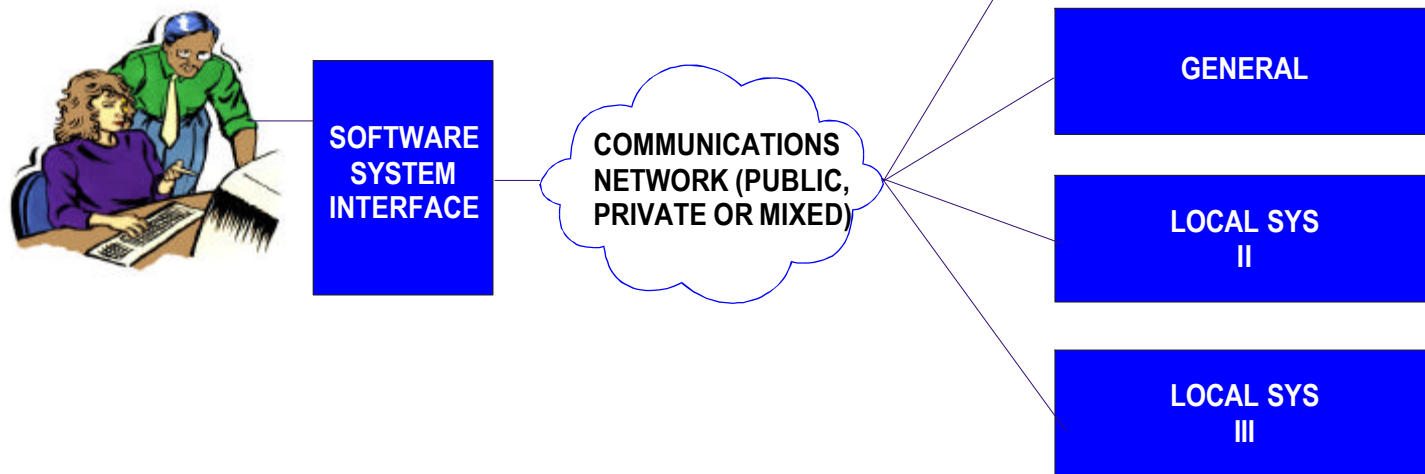 SOFTWARE
SYSTEM
INTERFACE
COMMUNICATIONS
NETWORK (PUBLIC,
PRIVATE OR MIXED)
GENERAL
LOCAL SYS
II
LOCAL SYS
III